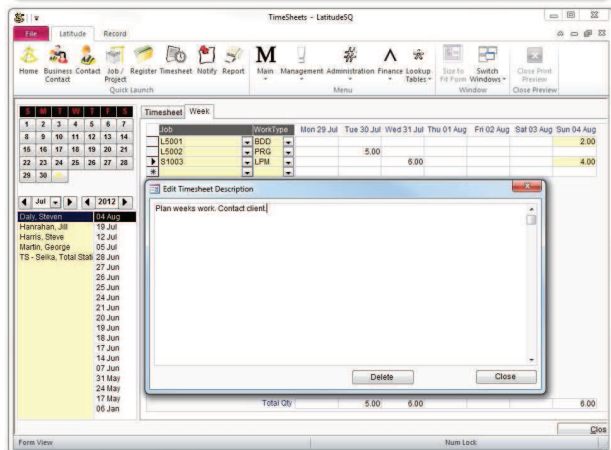 TimeSheets - LatitudeSQ
File Latitude Record
Home Business Contact Contact Job / Project Register Timesheet Notify Report Main Management Administration Finance Lookup Tables Size to Fit Form Switch Windows Close Print Preview
Quick Launch Menu Window Close Preview
S M T W T F S
1 2 3 4 5 6 7
8 9 10 11 12 13 14
15 16 17 18 19 20 21
22 23 24 25 26 27 28
29 30
Jul 2012
Daly, Steven 04 Aug
Hanrahan, Jill 19 Jul
Harris, Steve 12 Jul
Martin, George 05 Jul
TS - Seika, Total Stati 28 Jun
27 Jun
26 Jun
25 Jun
24 Jun
21 Jun
20 Jun
19 Jun
18 Jun
17 Jun
14 Jun
07 Jun
31 May
24 May
17 May
06 Jan
Timesheet Week
Job WorkType Mon 29 Jul Tue 30 Jul Wed 31 Jul Thu 01 Aug Fri 02 Aug Sat 03 Aug Sun 04 Aug
L5001 BDD 2.00
L5002 PRG 5.00
S1003 LPM 6.00 4.00
Edit Timesheet Description
Plan weeks work. Contact client.
Delete Close
Total Qty 5.00 6.00 6.00
Clos
Form View Num Lock